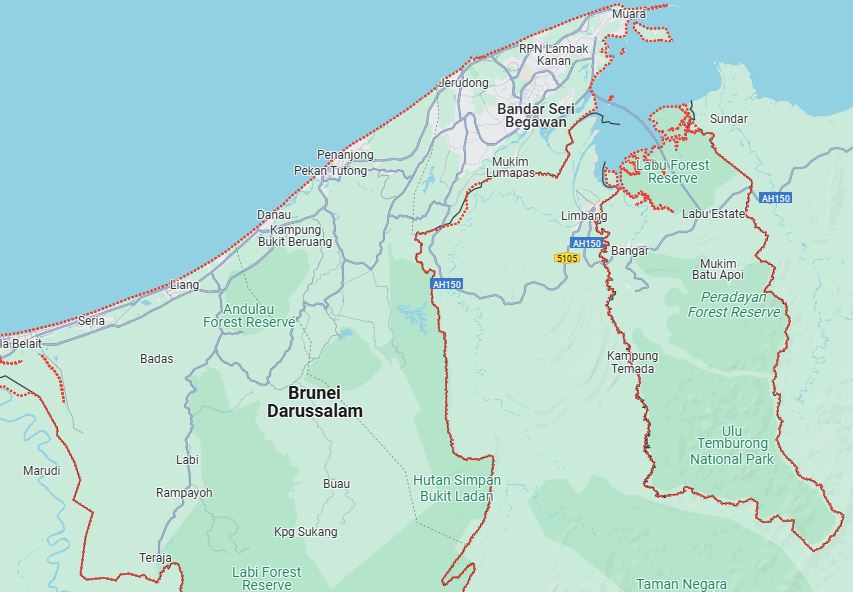 Muara
RPN Lambak
Kanan
Jerudong
Bandar Seri
Begawan
Sundar
Penanjong
Pekan Tutong
Mukim
Lumapas
Labu Forest
Reserve
AH150
Danau
Kampung
Bukit Beruang
Limbang
Labu Estate
AH150
Bangar
5105
Mukim
Batu Apoi
Liang
AH150
Peradayan
Forest Reserve
Seria
Andulau
Forest Reserve
la Belait
Badas
Kampung
Temada
Brunei
Darussalam
Ulu
Temburong
National Park
Labi
Marudi
Rampayoh
Buau
Hutan Simpan
Bukit Ladan
Kpg Sukang
Teraja
Labi Forest
Reserve
Taman Negara